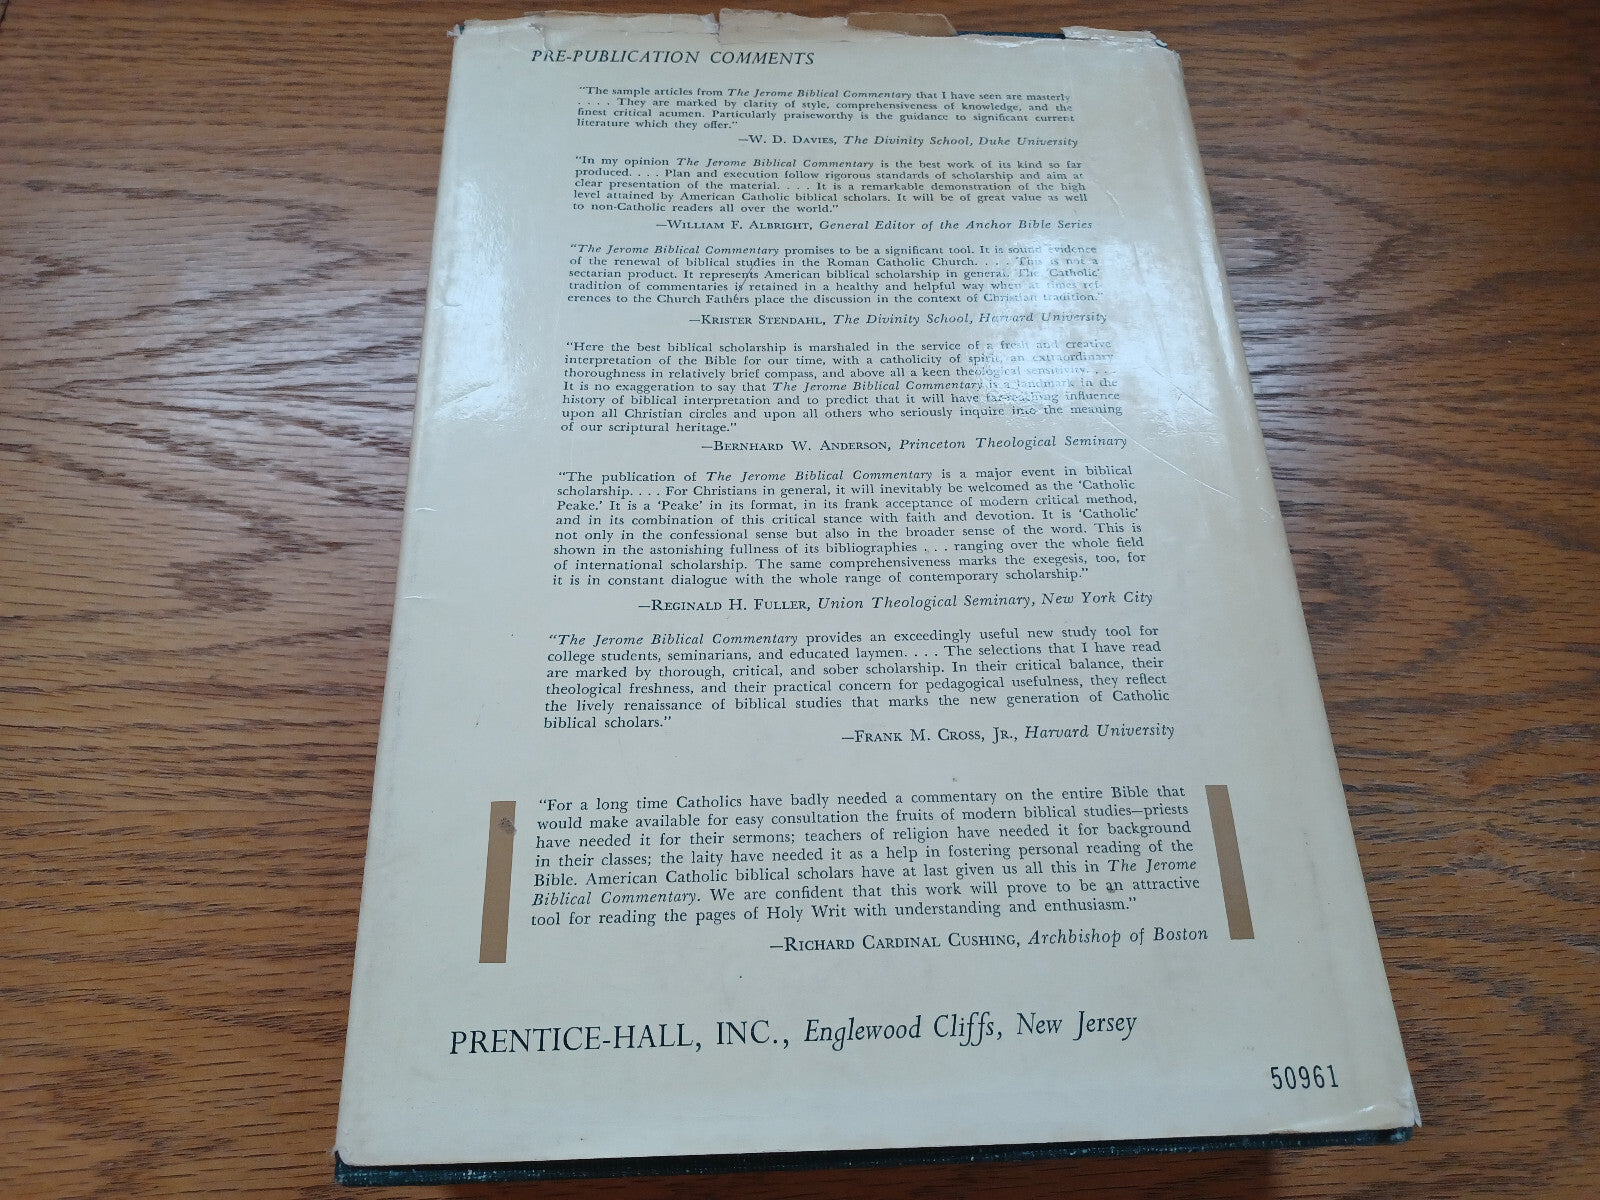 PRE-PUBLICATION COMMENTS
"The sample articles from The Jerome Biblical Commentary that I have seen are masterly
. . . . They are marked by clarity of style, comprehensiveness of knowledge, and the
finest critical acumen. Particularly praiseworthy is the guidance to significant current
literature which they offer."
—W. D. DAVIES, The Divinity School, Duke University
"In my opinion The Jerome Biblical Commentary is the best work of its kind so far
produced. . . . Plan and execution follow rigorous standards of scholarship and aim at
clear presentation of the material. . . . It is a remarkable demonstration of the high
level attained by American Catholic biblical scholars. It will be of great value as well
to non-Catholic readers all over the world."
—WILLIAM F. ALBRIGHT, General Editor of the Anchor Bible Series
"The Jerome Biblical Commentary promises to be a significant tool. It is sound evidence
of the renewal of biblical studies in the Roman Catholic Church. . . . This is not a
sectarian product. It represents American biblical scholarship in general. The 'Catholic'
tradition of commentaries is retained in a healthy and helpful way when at times ref-
erences to the Church Fathers place the discussion in the context of Christian tradition."
—KRISTER STENDAHL, The Divinity School, Harvard University
"Here the best biblical scholarship is marshaled in the service of a fresh and creative
interpretation of the Bible for our time, with a catholicity of spirit, an extraordinary
thoroughness in relatively brief compass, and above all a keen theological sensitivity. . . .
It is no exaggeration to say that The Jerome Biblical Commentary is a landmark in the
history of biblical interpretation and to predict that it will have far-reaching influence
upon all Christian circles and upon all others who seriously inquire into the meaning
of our scriptural heritage."
—BERNHARD W. ANDERSON, Princeton Theological Seminary
"The publication of The Jerome Biblical Commentary is a major event in biblical
scholarship. . . . For Christians in general, it will inevitably be welcomed as the 'Catholic
Peake.' It is a 'Peake' in its format, in its frank acceptance of modern critical method,
and in its combination of this critical stance with faith and devotion. It is 'Catholic'
not only in the confessional sense but also in the broader sense of the word. This is
shown in the astonishing fullness of its bibliographies . . . ranging over the whole field
of international scholarship. The same comprehensiveness marks the exegesis, too, for
it is in constant dialogue with the whole range of contemporary scholarship."
—REGINALD H. FULLER, Union Theological Seminary, New York City
"The Jerome Biblical Commentary provides an exceedingly useful new study tool for
college students, seminarians, and educated laymen. . . . The selections that I have read
are marked by thorough, critical, and sober scholarship. In their critical balance, their
theological freshness, and their practical concern for pedagogical usefulness, they reflect
the lively renaissance of biblical studies that marks the new generation of Catholic
biblical scholars."
—FRANK M. CROSS, JR., Harvard University
"For a long time Catholics have badly needed a commentary on the entire Bible that
would make available for easy consultation the fruits of modern biblical studies—priests
have needed it for their sermons; teachers of religion have needed it for background
in their classes; the laity have needed it as a help in fostering personal reading of the
Bible. American Catholic biblical scholars have at last given us all this in The Jerome
Biblical Commentary. We are confident that this work will prove to be an attractive
tool for reading the pages of Holy Writ with understanding and enthusiasm."
—RICHARD CARDINAL CUSHING, Archbishop of Boston
PRENTICE-HALL, INC., Englewood Cliffs, New Jersey
50961